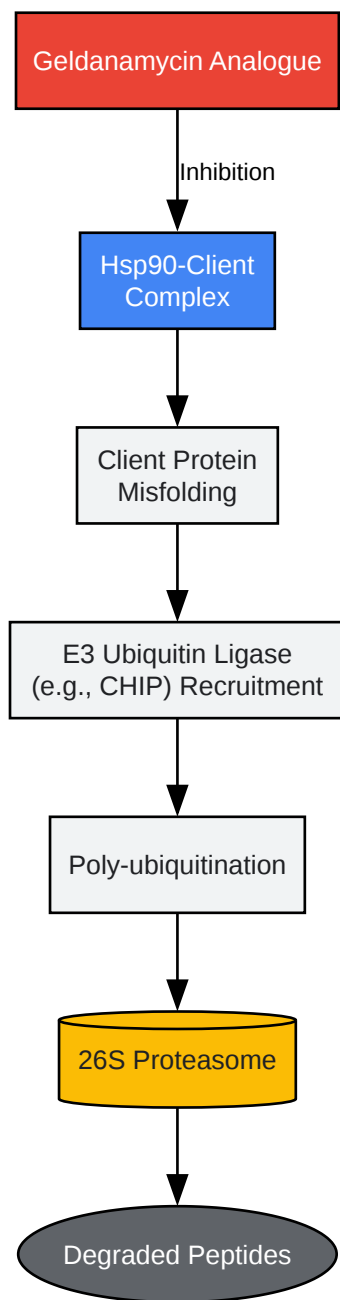 Geldanamycin Analogue
Inhibition
Hsp90-Client
Complex
Client Protein
Misfolding
E3 Ubiquitin Ligase
(e.g., CHIP) Recruitment
Poly-ubiquitination
26S Proteasome
Degraded Peptides